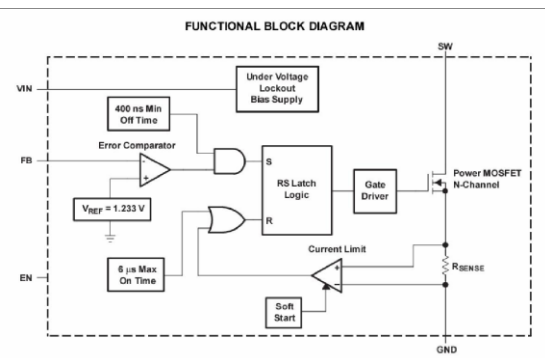 FUNCTIONAL BLOCK DIAGRAM
SW
VIN
Under Voltage
Lockout
Bias Supply
400 ns Min
Off Time
Error Comparator
FB
-
+
S
RS Latch
Logic
R
Gate
Driver
Power MOSFET
N-Channel
VREF = 1.233 V
Current Limit
+
−
RSENSE
6 μs Max
On Time
EN
Soft
Start
GND